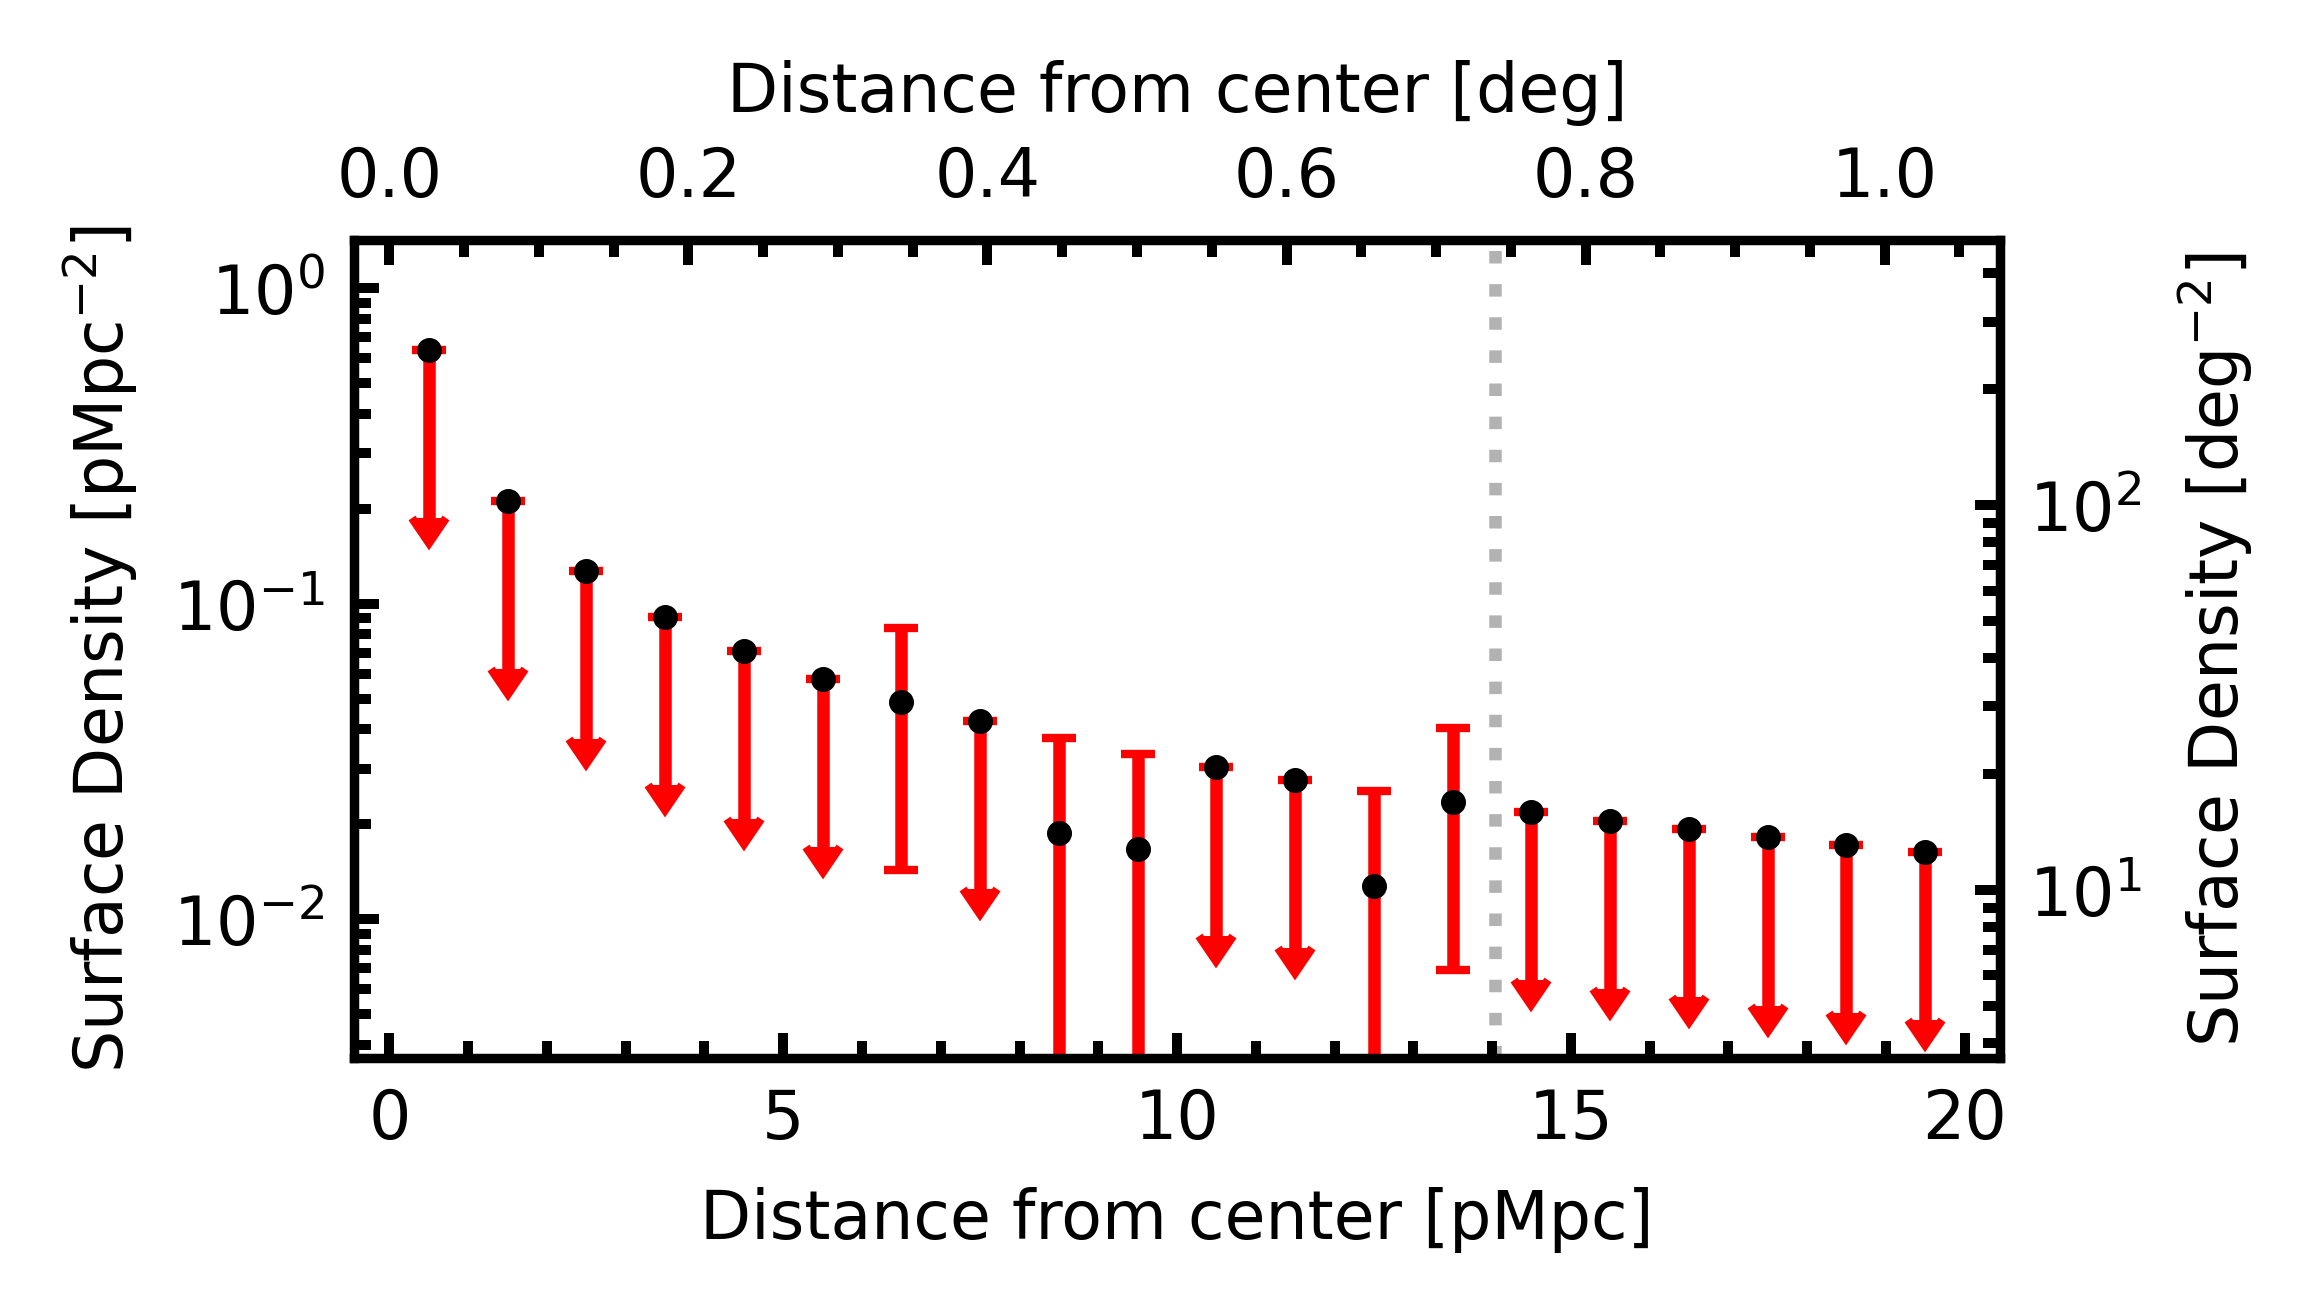 Distance from center [deg]
0.0 0.2 0.4 0.6 0.8 1.0
Surface Density [pMpc⁻²]
10⁰
10⁻¹
10⁻²
10²
10¹
Surface Density [deg⁻²]
0 5 10 15 20
Distance from center [pMpc]